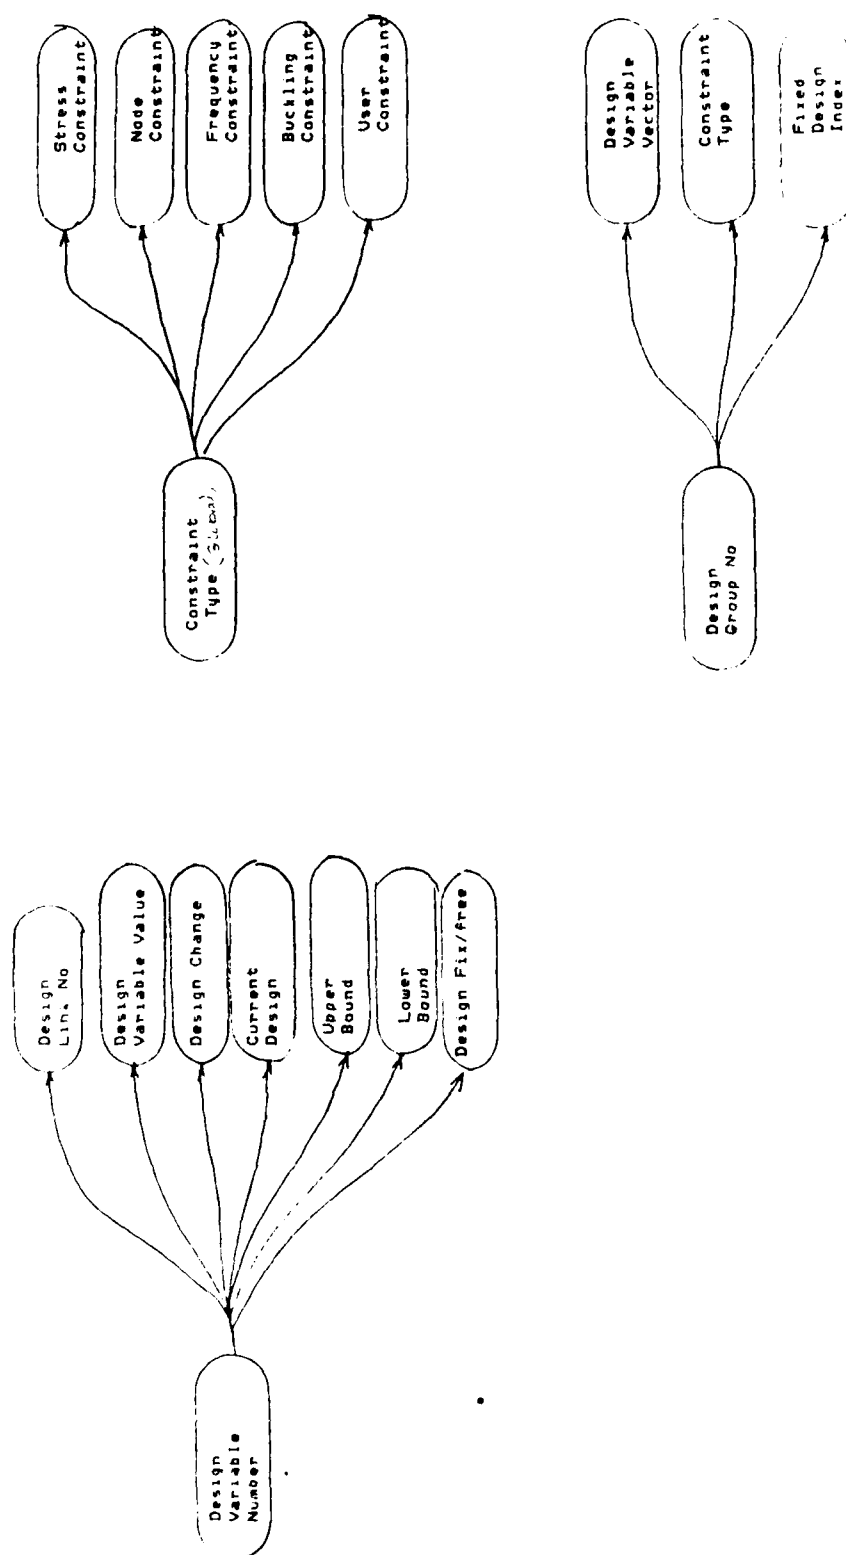 Stress
Constraint
Node
Constraint
Frequency
Constraint
Buckling
Constraint
User
Constraint
Constraint
Type
Design
Variable
Vector
Constraint
Type
Fixed
Design
Index
Design
Group No
Design
No
Design
Variable Value
Design Change
Current
Design
Upper
Bound
Lower
Bound
Design Fix/free
Design
Variable
Number